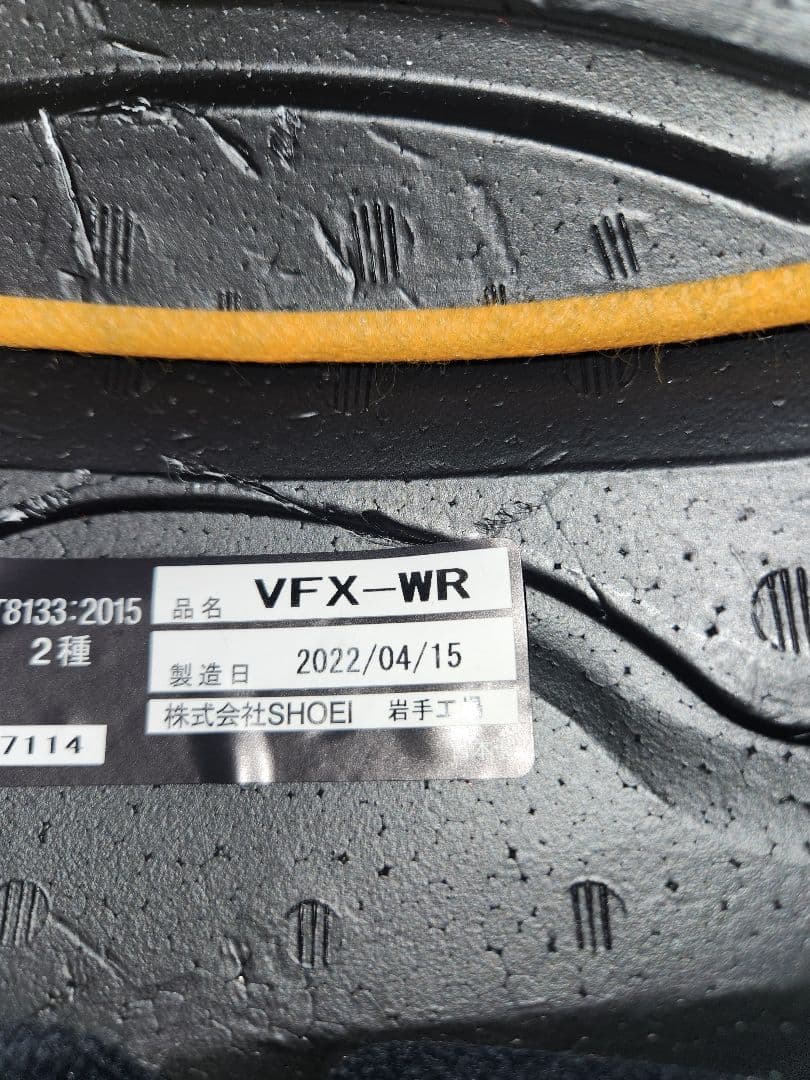 T8133:2015
2種
7114
品名 VFX-WR
製造日 2022/04/15
株式会社SHOEI 岩手工場